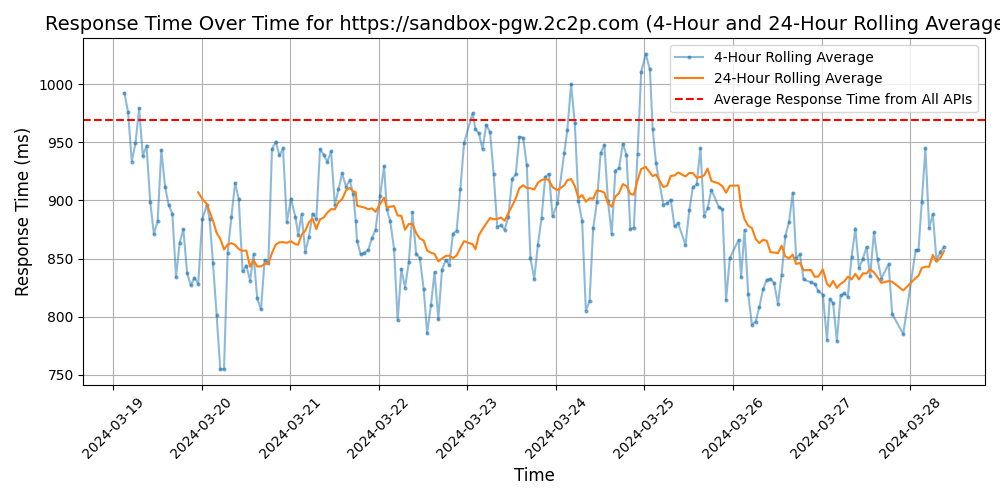 Response Time Over Time for https://sandbox-pgw.2c2p.com (4-Hour and 24-Hour Rolling Average
4-Hour Rolling Average
24-Hour Rolling Average
Average Response Time from All APIs
Response Time (ms)
1000
950
900
850
800
750
2024-03-19
2024-03-20
2024-03-21
2024-03-22
2024-03-23
2024-03-24
2024-03-25
2024-03-26
2024-03-27
2024-03-28
Time